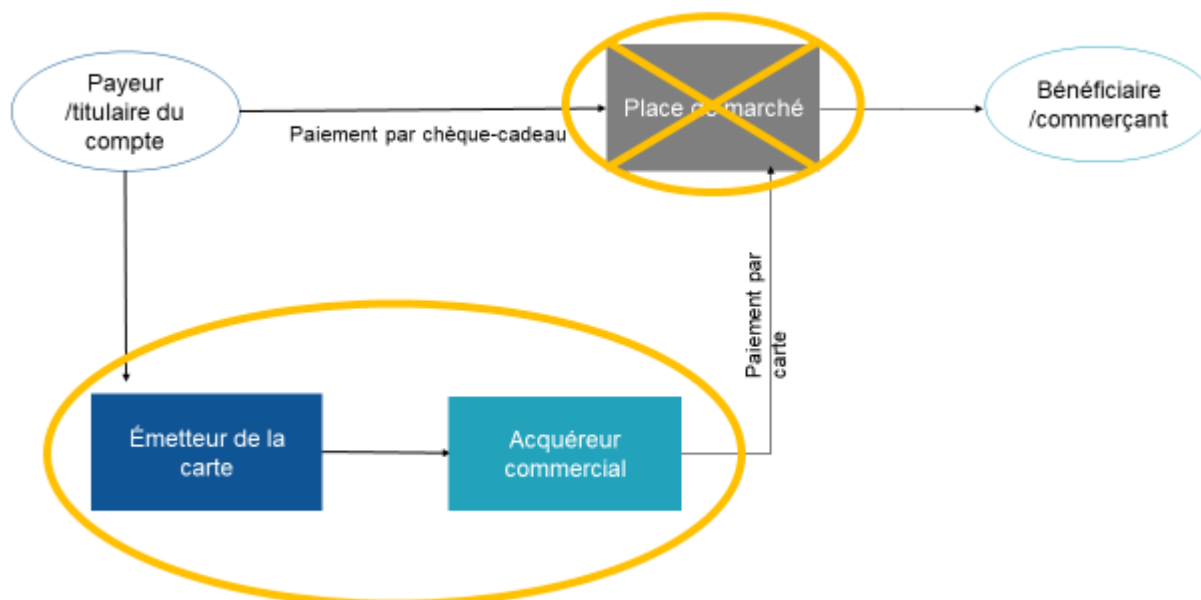 Payeur
/titulaire du
compte
Paiement par chèque-cadeau
Place de marché
Bénéficiaire
/commerçant
Paiement par
carte
Émetteur de la
carte
Acquéreur
commercial